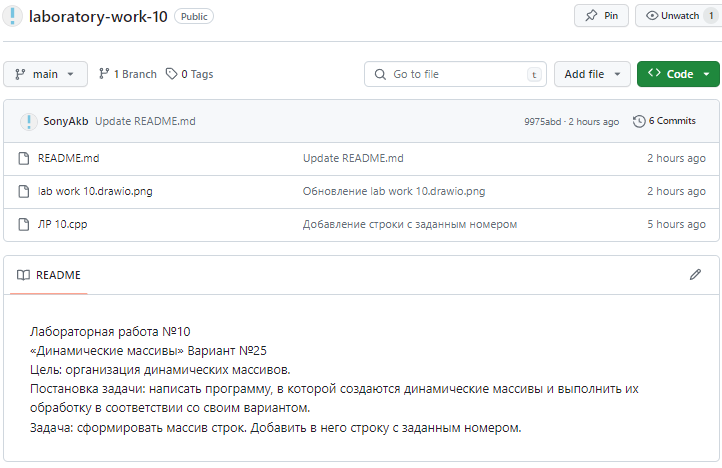 laboratory-work-10 Public Pin Unwatch 1
main 1 Branch 0 Tags Go to file t Add file Code
SonyAkb Update README.md 9975abd · 2 hours ago 6 Commits
README.md Update README.md 2 hours ago
lab work 10.drawio.png Обновление lab work 10.drawio.png 2 hours ago
ЛР 10.cpp Добавление строки с заданным номером 5 hours ago
README
Лабораторная работа №10
«Динамические массивы» Вариант №25
Цель: организация динамических массивов.
Постановка задачи: написать программу, в которой создаются динамические массивы и выполнить их
обработку в соответствии со своим вариантом.
Задача: сформировать массив строк. Добавить в него строку с заданным номером.